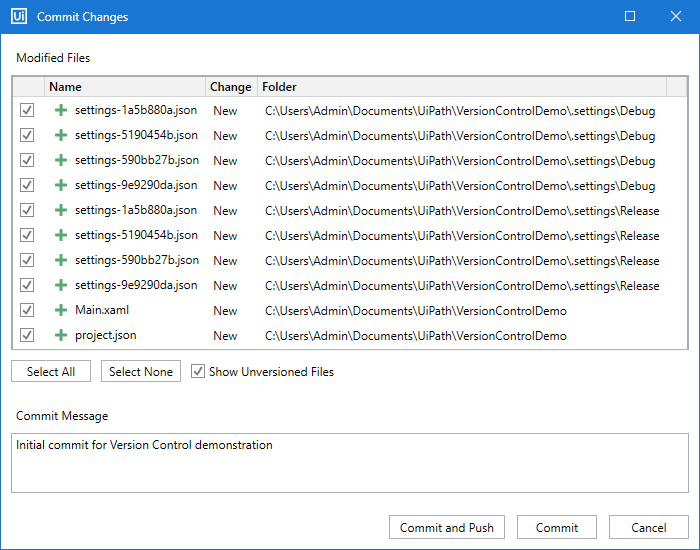 Ui Commit Changes
Modified Files
Name Change Folder
settings-1a5b880a.json New C:\Users\Admin\Documents\UiPath\VersionControlDemo\.settings\Debug
settings-5190454b.json New C:\Users\Admin\Documents\UiPath\VersionControlDemo\.settings\Debug
settings-590bb27b.json New C:\Users\Admin\Documents\UiPath\VersionControlDemo\.settings\Debug
settings-9e9290da.json New C:\Users\Admin\Documents\UiPath\VersionControlDemo\.settings\Debug
settings-1a5b880a.json New C:\Users\Admin\Documents\UiPath\VersionControlDemo\.settings\Release
settings-5190454b.json New C:\Users\Admin\Documents\UiPath\VersionControlDemo\.settings\Release
settings-590bb27b.json New C:\Users\Admin\Documents\UiPath\VersionControlDemo\.settings\Release
settings-9e9290da.json New C:\Users\Admin\Documents\UiPath\VersionControlDemo\.settings\Release
Main.xaml New C:\Users\Admin\Documents\UiPath\VersionControlDemo
project.json New C:\Users\Admin\Documents\UiPath\VersionControlDemo
Select All Select None Show Unversioned Files
Commit Message
Initial commit for Version Control demonstration
Commit and Push Commit Cancel